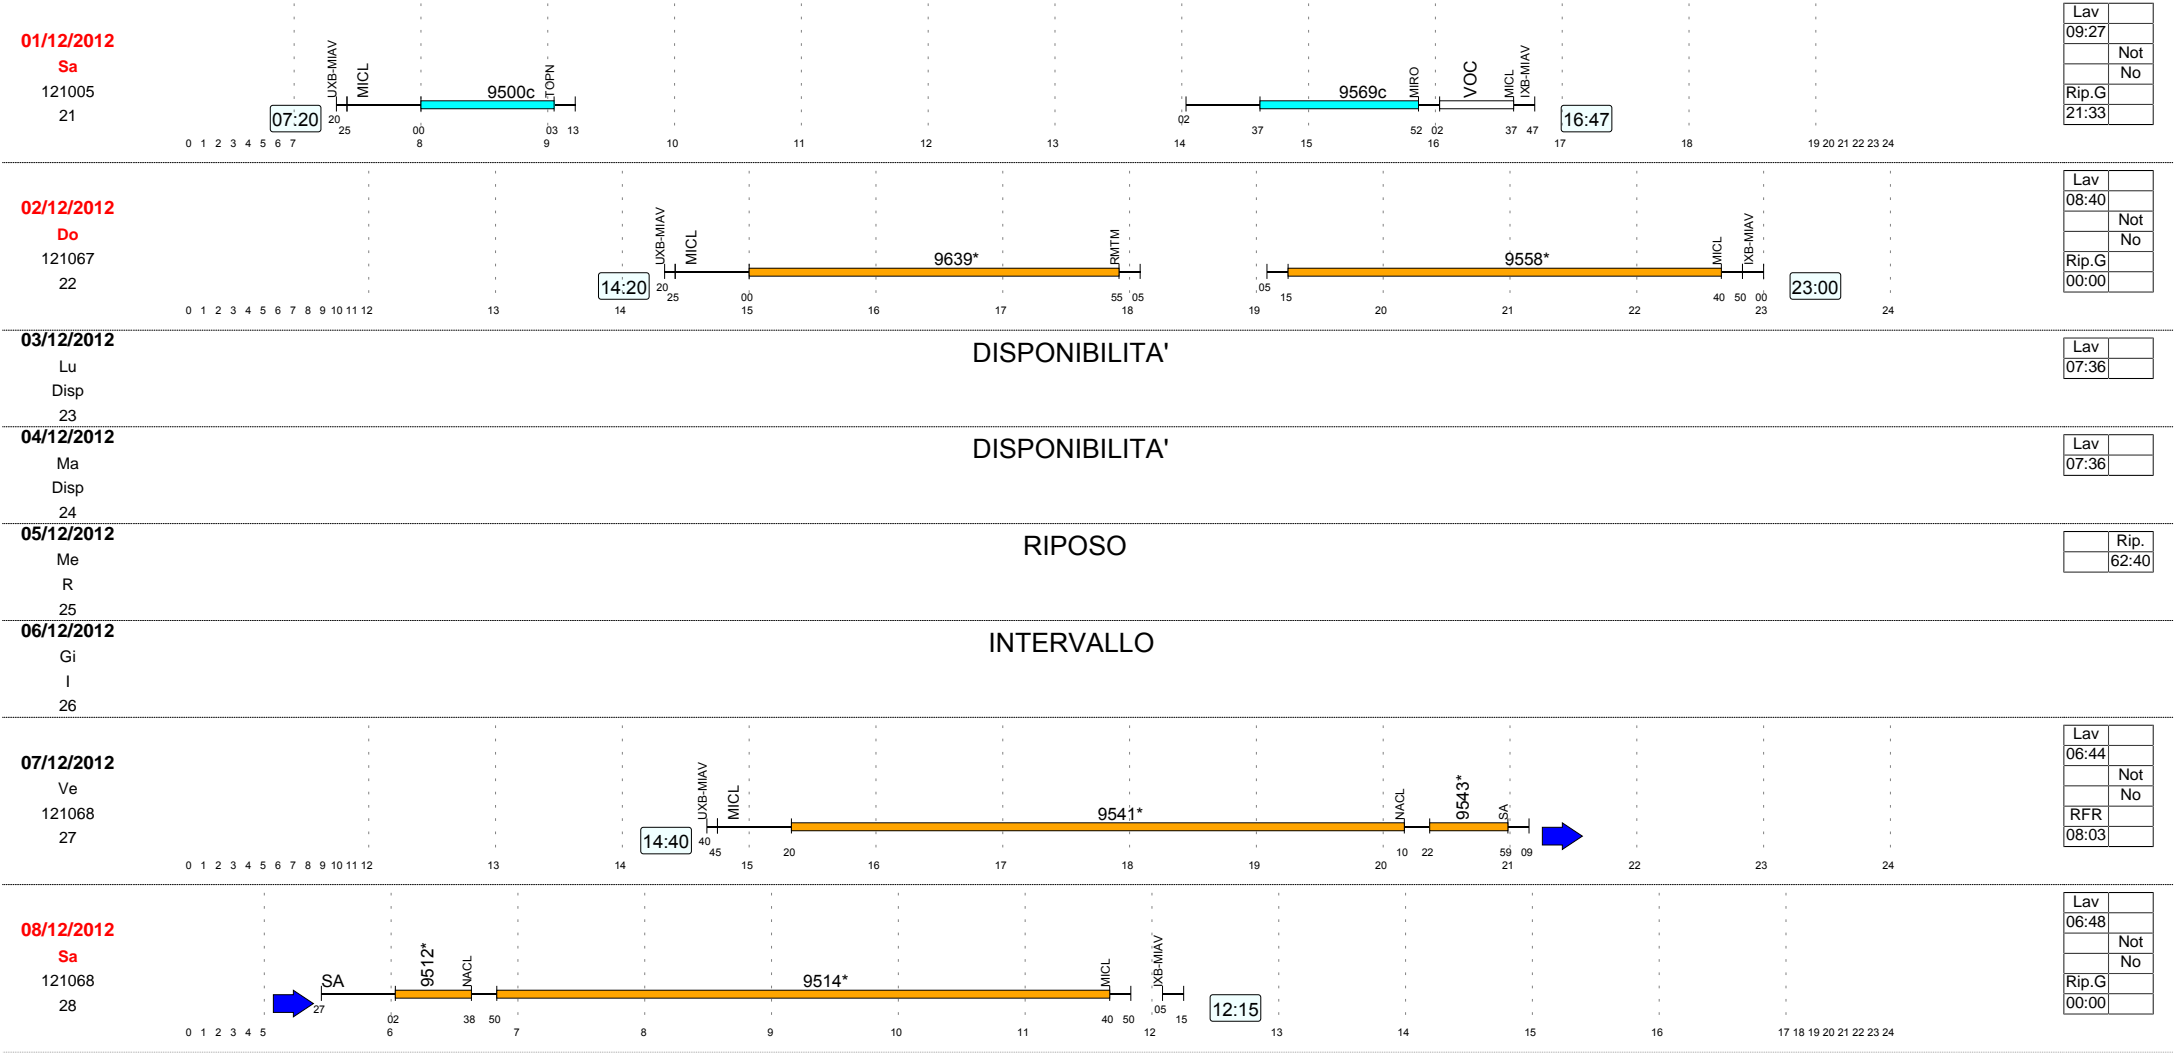 01/12/2012
Sa
121005
21
07:20
UXB-MIAV
MICL
9500c
TOPN
9569c
MIRO
VOC
MICL
IXB-MIAV
16:47
20 25 00 03 13 02 37 52 02 37 47
0 1 2 3 4 5 6 7 8 9 10 11 12 13 14 15 16 17 18 19 20 21 22 23 24
Lav
09:27
Not
No
Rip.G
21:33
02/12/2012
Do
121067
22
14:20
UXB-MIAV
MICL
9639*
RMTM
9558*
MICL
IXB-MIAV
23:00
20 25 00 55 05 05 15 40 50 00
0 1 2 3 4 5 6 7 8 9 10 11 12 13 14 15 16 17 18 19 20 21 22 23 24
Lav
08:40
Not
No
Rip.G
00:00
03/12/2012
Lu
Disp
23
DISPONIBILITA'
Lav
07:36
04/12/2012
Ma
Disp
24
DISPONIBILITA'
Lav
07:36
05/12/2012
Me
R
25
RIPOSO
Rip.
62:40
06/12/2012
Gi
I
26
INTERVALLO
07/12/2012
Ve
121068
27
14:40
UXB-MIAV
MICL
9541*
NACL
9543*
SA
40 45 20 10 22 59 09
0 1 2 3 4 5 6 7 8 9 10 11 12 13 14 15 16 17 18 19 20 21 22 23 24
Lav
06:44
Not
No
RFR
08:03
08/12/2012
Sa
121068
28
SA
9512*
NACL
9514*
MICL
IXB-MIAV
12:15
27 02 38 50 40 50 05 15
0 1 2 3 4 5 6 7 8 9 10 11 12 13 14 15 16 17 18 19 20 21 22 23 24
Lav
06:48
Not
No
Rip.G
00:00